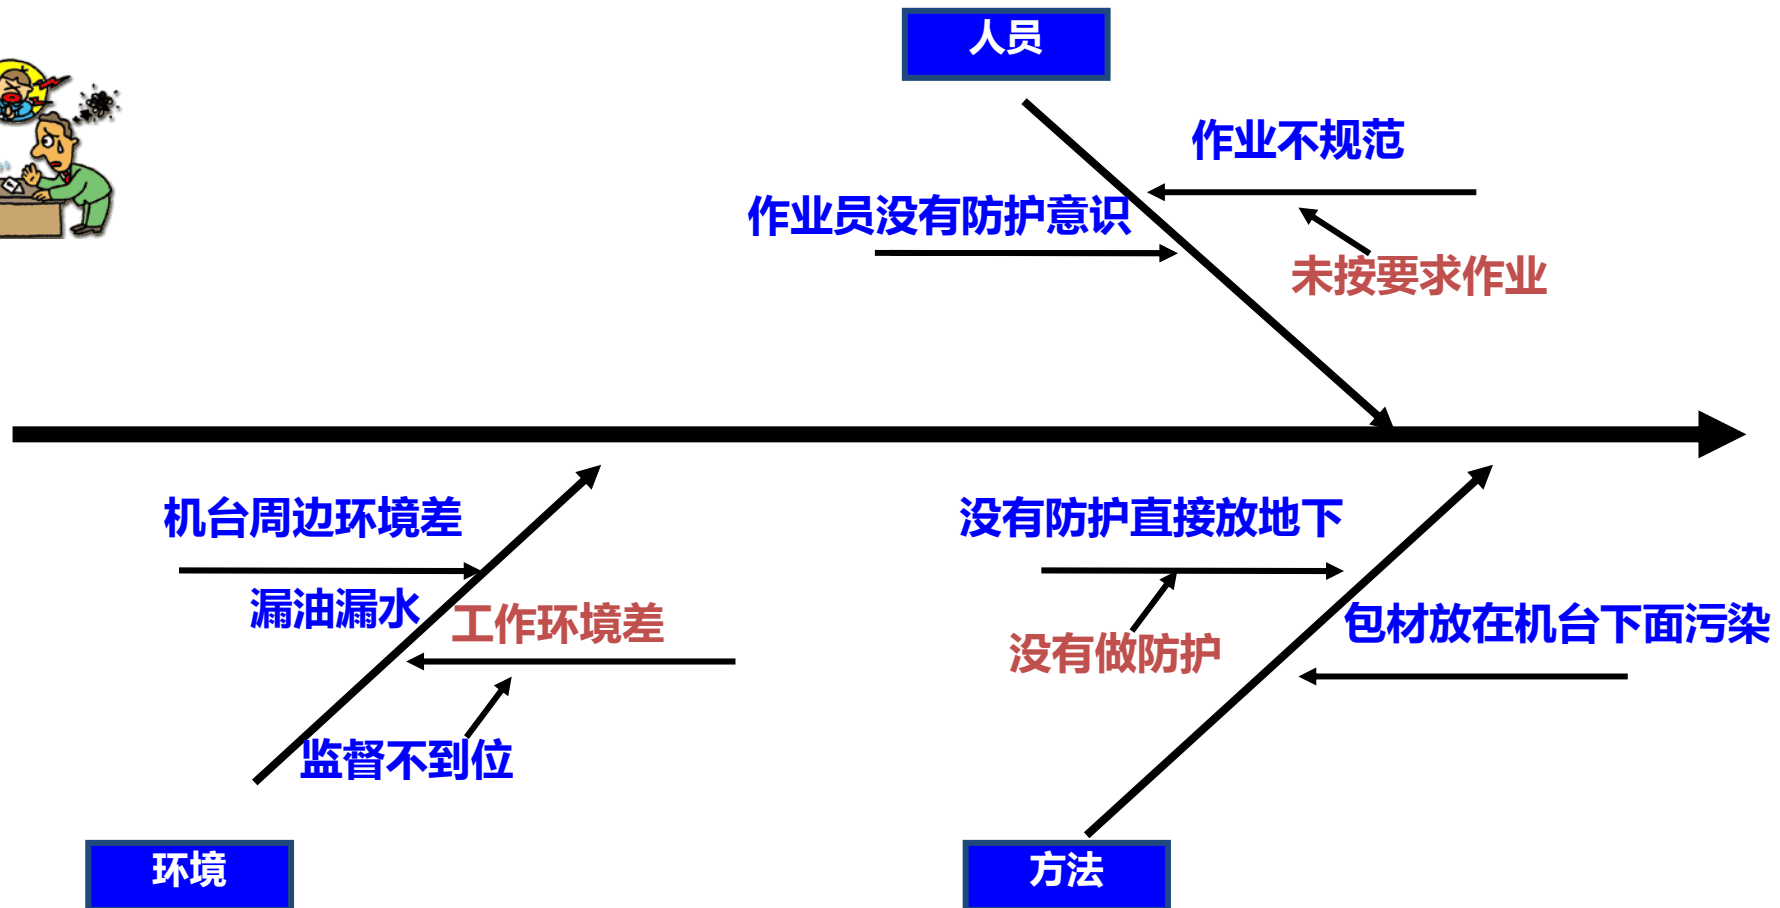 人员
作业不规范
作业员没有防护意识
未按要求作业
机台周边环境差
没有防护直接放地下
漏油漏水
工作环境差
包材放在机台下面污染
没有做防护
监督不到位
环境
方法